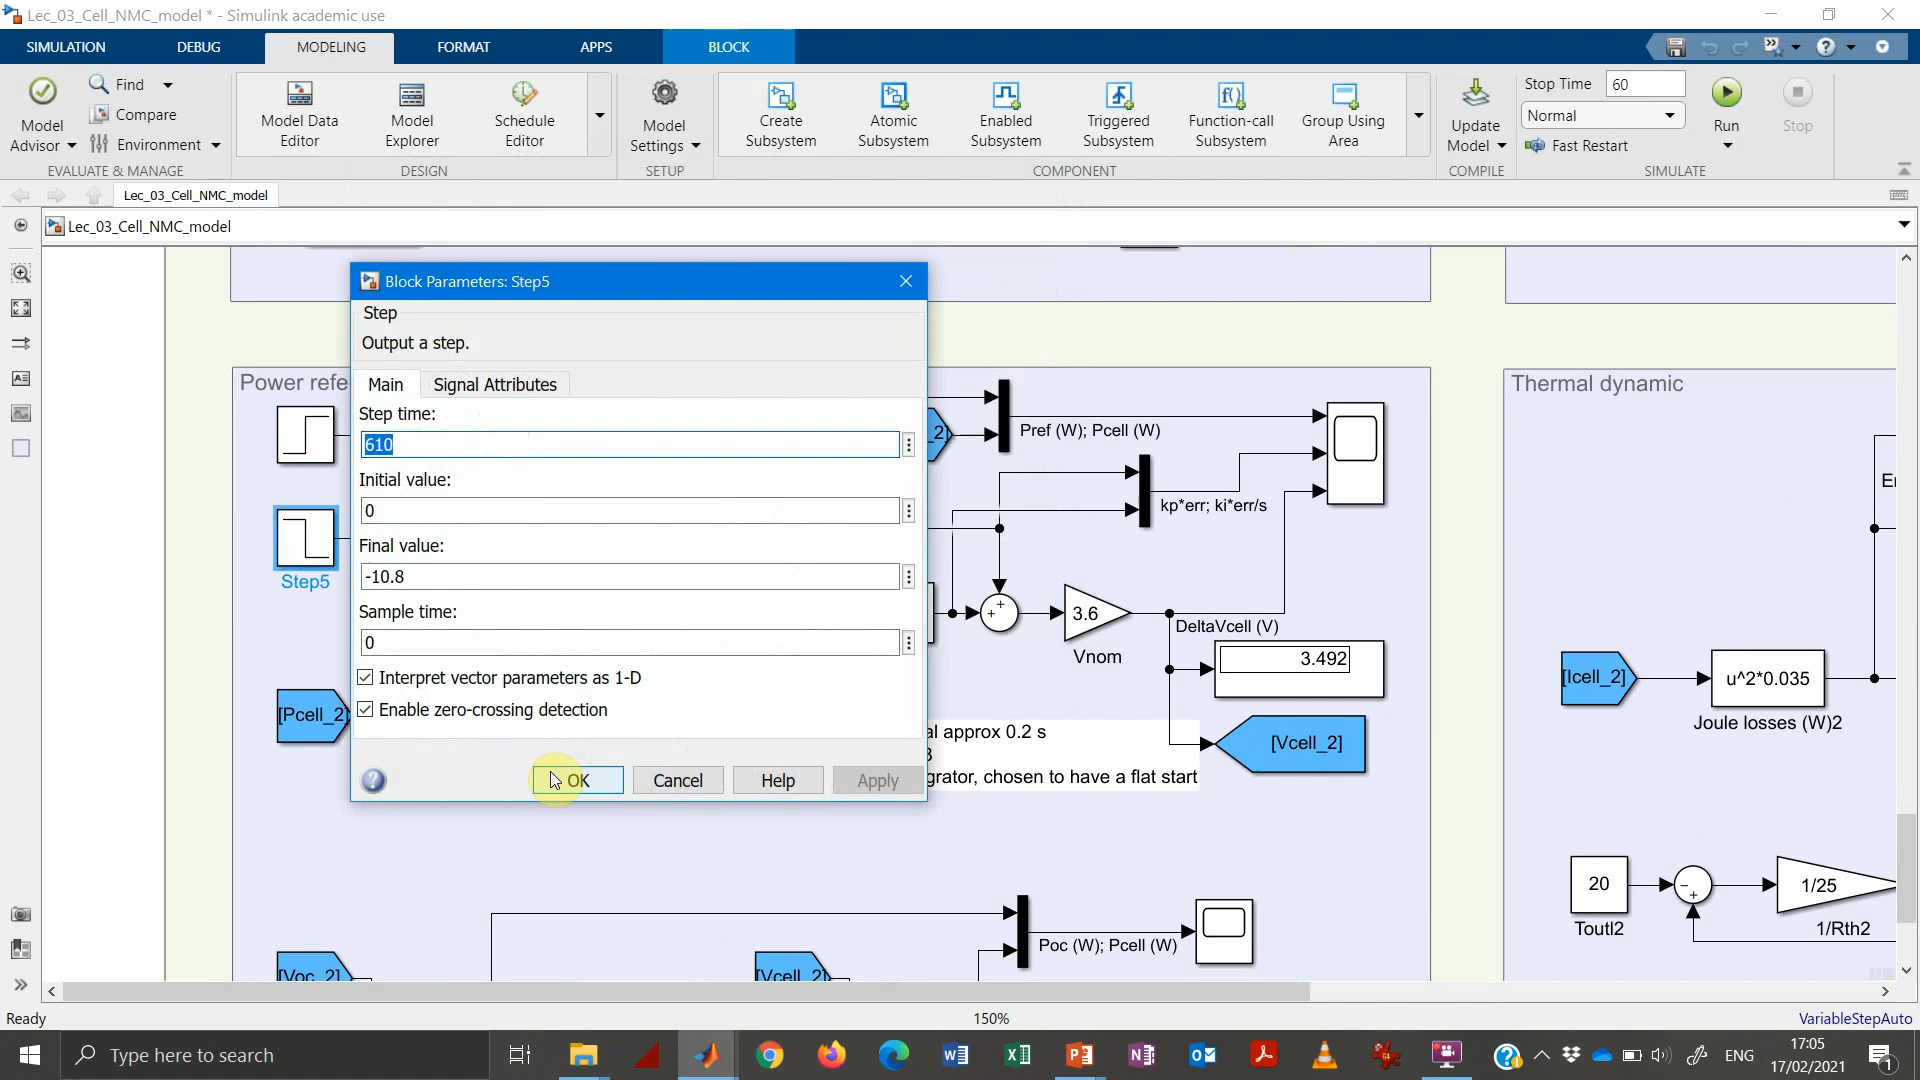 Lec_03_Cell_NMC_model * - Simulink academic use
SIMULATION DEBUG MODELING FORMAT APPS BLOCK
Model Advisor
Find
Compare
Environment
EVALUATE & MANAGE
Model Data Editor
Model Explorer
Schedule Editor
DESIGN
Model Settings
SETUP
Create Subsystem
Atomic Subsystem
Enabled Subsystem
Triggered Subsystem
Function-call Subsystem
Group Using Area
COMPONENT
Update Model
COMPILE
Stop Time 60
Normal
Fast Restart
Run
Stop
SIMULATE
Lec_03_Cell_NMC_model
Lec_03_Cell_NMC_model
Block Parameters: Step5
Step
Output a step.
Main Signal Attributes
Step time:
610
Initial value:
0
Final value:
-10.8
Sample time:
0
Interpret vector parameters as 1-D
Enable zero-crossing detection
OK Cancel Help Apply
Power refe
Step5
[Pcell_2]
_2]
Pref (W); Pcell (W)
kp*err; ki*err/s
3.6
Vnom
DeltaVcell (V)
3.492
[Vcell_2]
al approx 0.2 s
grator, chosen to have a flat start
Poc (W); Pcell (W)
[Voc_2]
[Vcell_2]
Thermal dynamic
[Icell_2]
u^2*0.035
Joule losses (W)2
20
Toutl2
1/25
1/Rth2
Ready
150%
VariableStepAuto
Type here to search
ENG
17:05
17/02/2021
1